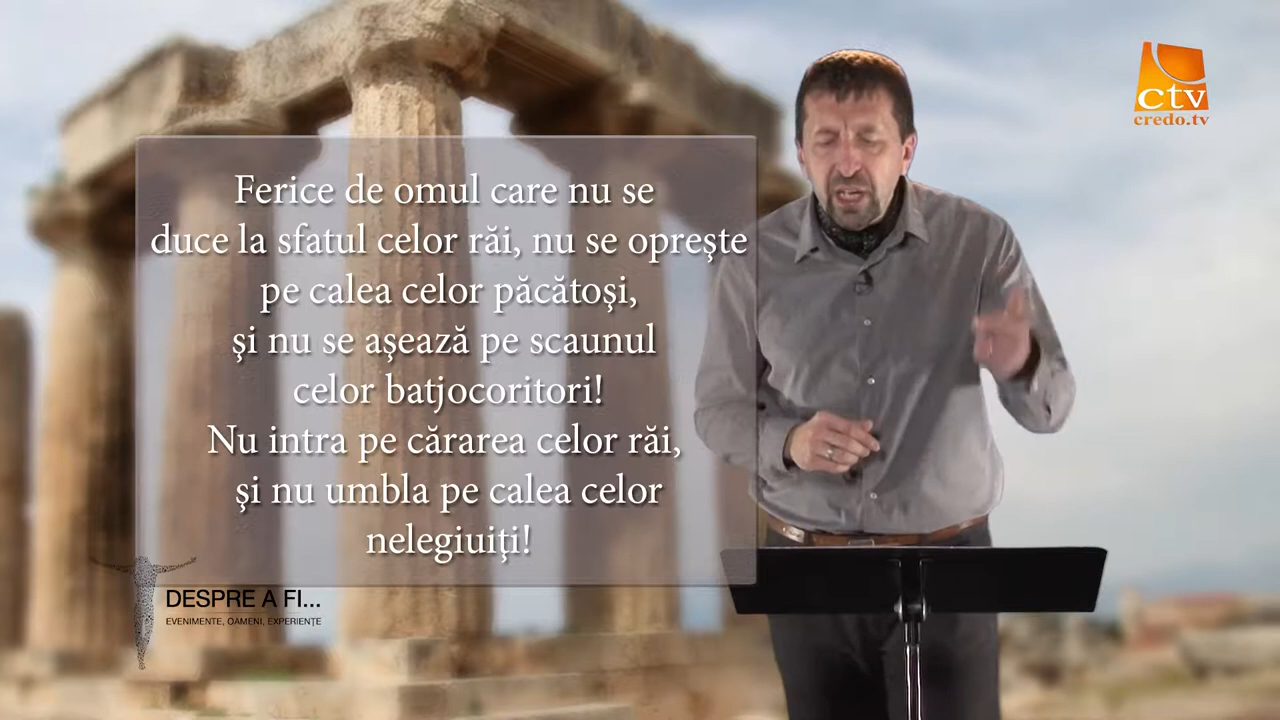 Ferice de omul care nu se
duce la sfatul celor răi, nu se opreşte
pe calea celor păcătoşi,
şi nu se aşează pe scaunul
celor batjocoritori!
Nu intra pe cărarea celor răi,
şi nu umbla pe calea celor
nelegiuiţi!
DESPRE A FI...
EVENIMENTE, OAMENI, EXPERIENŢE
ctv
credo.tv